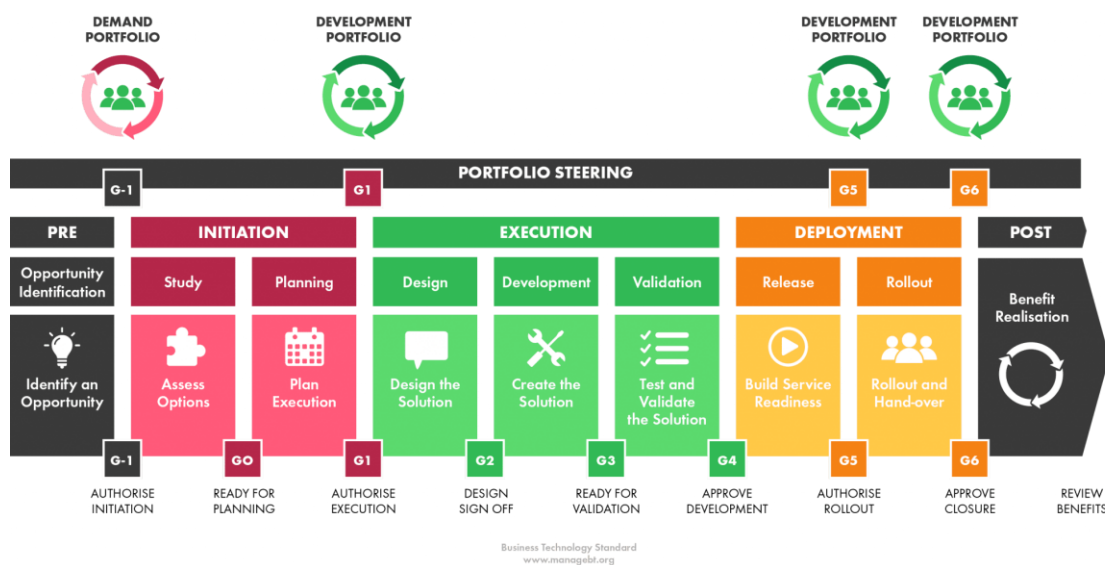 DEMAND
PORTFOLIO
DEVELOPMENT
PORTFOLIO
DEVELOPMENT
PORTFOLIO
DEVELOPMENT
PORTFOLIO
PORTFOLIO STEERING
G-1
G1
G5
G6
PRE
INITIATION
EXECUTION
DEPLOYMENT
POST
Opportunity
Identification
Study
Planning
Design
Development
Validation
Release
Rollout
Benefit
Realisation
Identify an
Opportunity
Assess
Options
Plan
Execution
Design the
Solution
Create the
Solution
Test and
Validate
the Solution
Build Service
Readiness
Rollout and
Hand-over
G-1
G0
G1
G2
G3
G4
G5
G6
AUTHORISE
INITIATION
READY FOR
PLANNING
AUTHORISE
EXECUTION
DESIGN
SIGN OFF
READY FOR
VALIDATION
APPROVE
DEVELOPMENT
AUTHORISE
ROLLOUT
APPROVE
CLOSURE
REVIEW
BENEFITS
Business Technology Standard
www.managebt.org